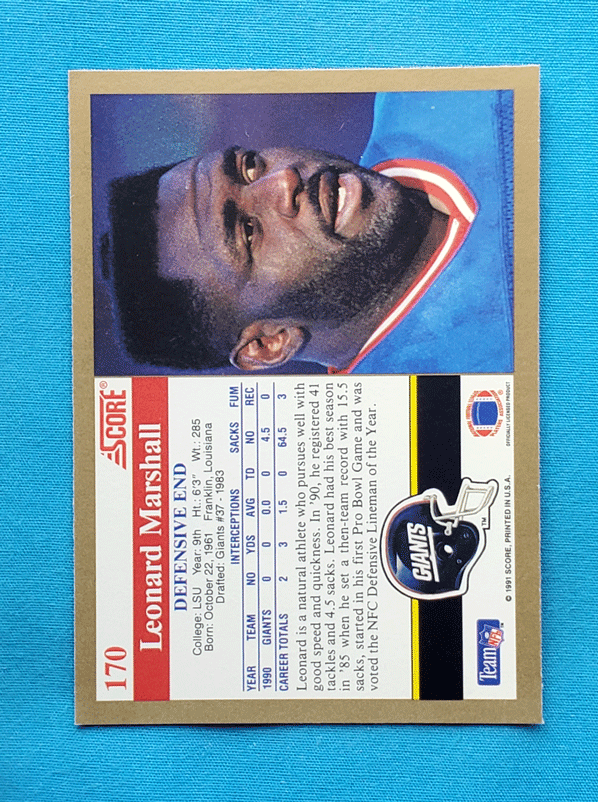 170
SCORE®
Leonard Marshall
DEFENSIVE END
College: LSU Year: 9th Ht.: 6'3" Wt.: 285
Born: October 22, 1961 Franklin, Louisiana
Drafted: Giants #37 - 1983
INTERCEPTIONS SACKS FUM
YEAR TEAM NO YDS AVG TD NO REC
1990 GIANTS 0 0 0.0 0 4.5 0
CAREER TOTALS 2 3 1.5 0 64.5 3
Leonard is a natural athlete who pursues well with
good speed and quickness. In '90, he registered 41
tackles and 4.5 sacks. Leonard had his best season
in '85 when he set a then-team record with 15.5
sacks, started in his first Pro Bowl Game and was
voted the NFC Defensive Lineman of the Year.
GIANTS
TM
Team NFL
© 1991 SCORE, PRINTED IN U.S.A.
OFFICIALLY LICENSED PRODUCT